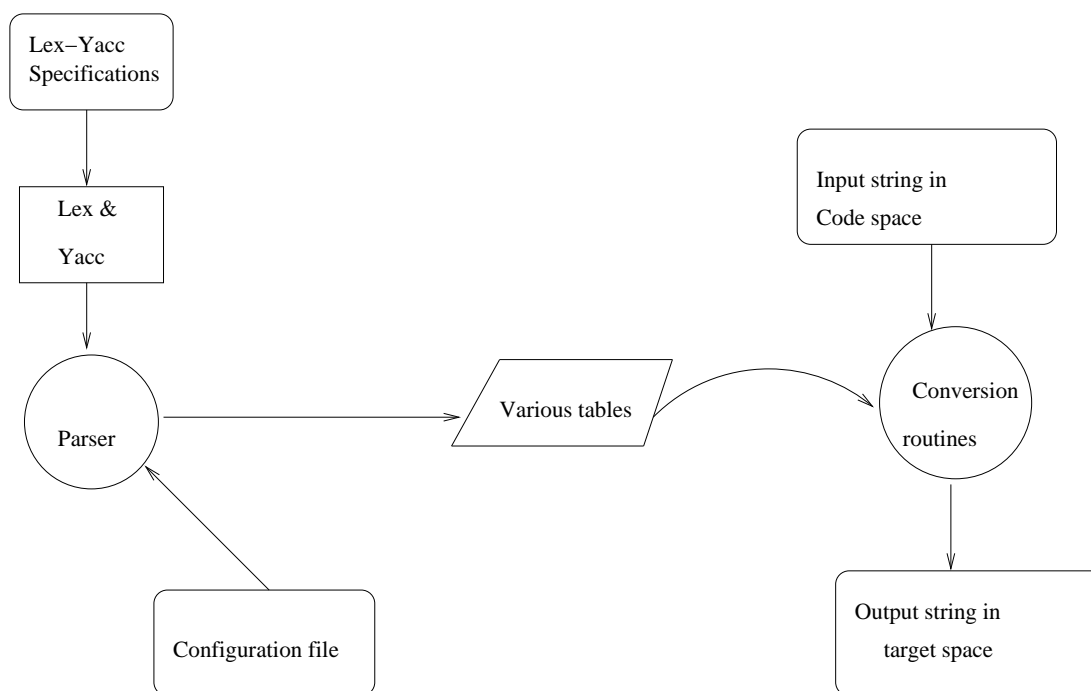 Lex−Yacc
Specifications
Lex &
Yacc
Parser
Configuration file
Various tables
Input string in
Code space
Conversion
routines
Output string in
target space